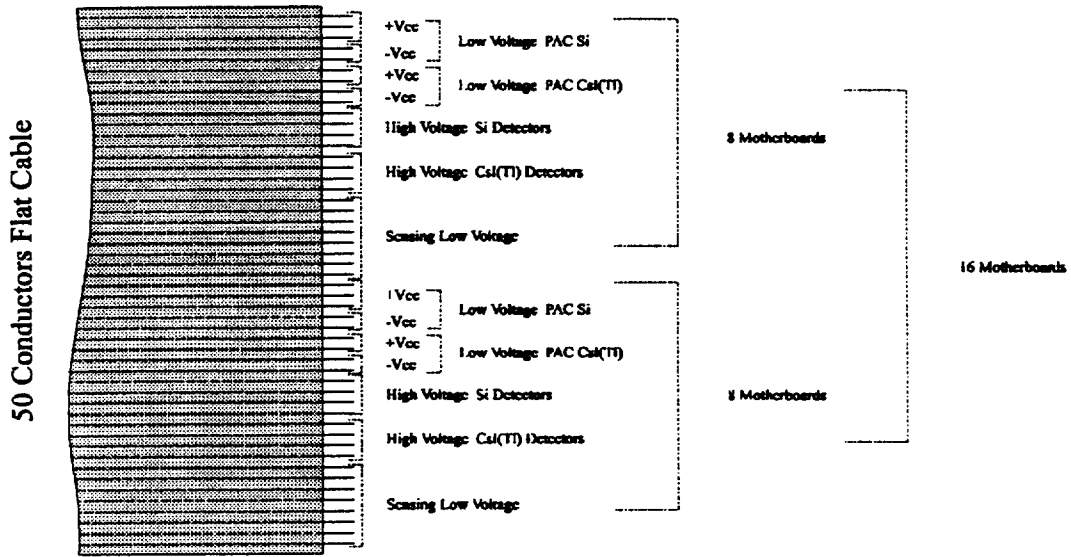 50 Conductors Flat Cable
+Vcc
Low Voltage PAC Si
-Vcc
+Vcc
Low Voltage PAC CsI(Tl)
-Vcc
High Voltage Si Detectors
8 Motherboards
High Voltage CsI(Tl) Detectors
Sensing Low Voltage
16 Motherboards
+Vcc
Low Voltage PAC Si
-Vcc
+Vcc
Low Voltage PAC CsI(Tl)
-Vcc
High Voltage Si Detectors
8 Motherboards
High Voltage CsI(Tl) Detectors
Sensing Low Voltage